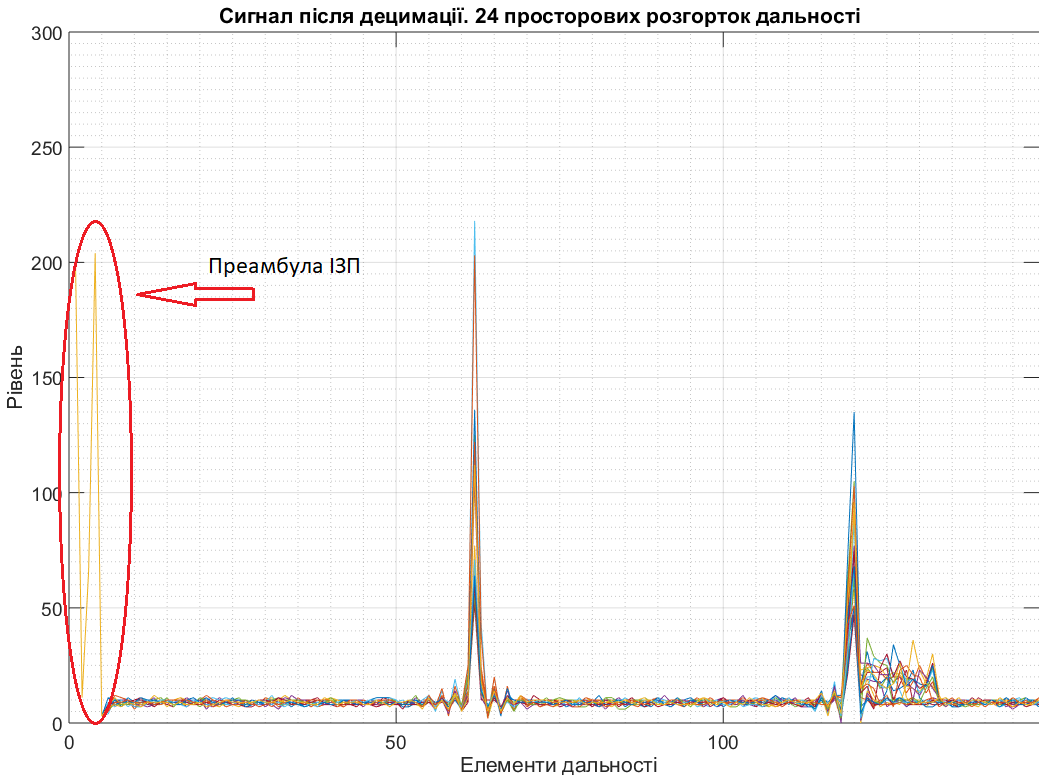 Сигнал після децимації. 24 просторових розгорток дальності
300
250
Преамбула ІЗП
200
150
Рівень
100
50
0
0 50 100
Елементи дальності